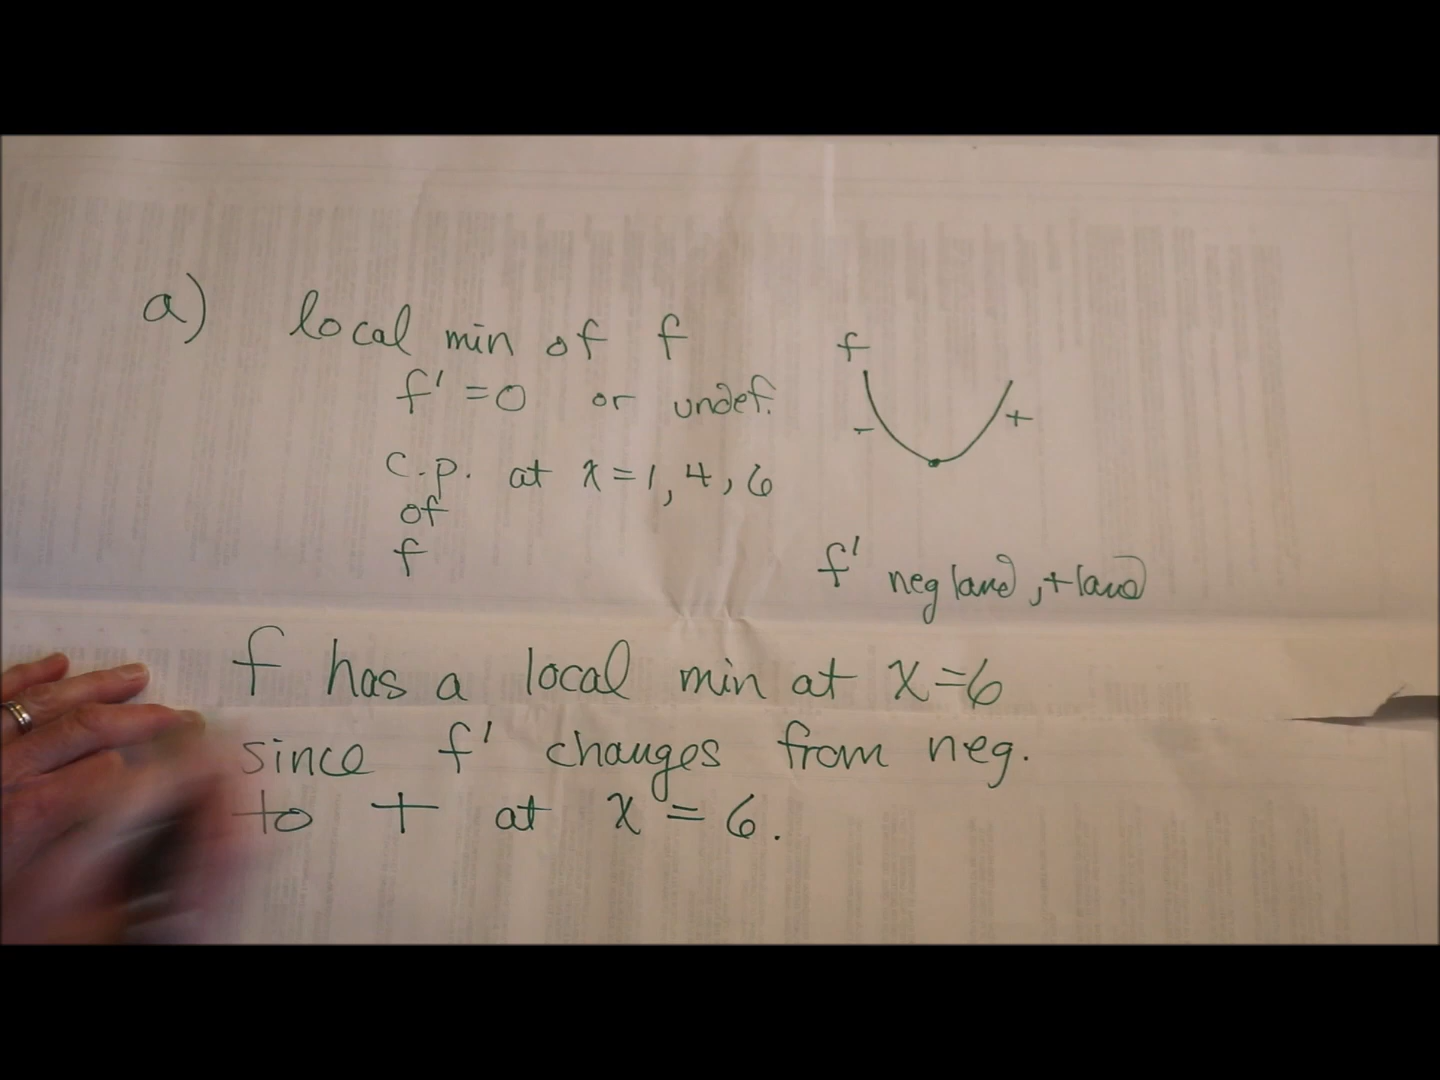 a) local min of f
f
f' = 0 or undef.
- +
c.p. at x = 1, 4, 6
of
f
f' neg land, + land
f has a local min at x = 6
since f' changes from neg.
to + at x = 6.